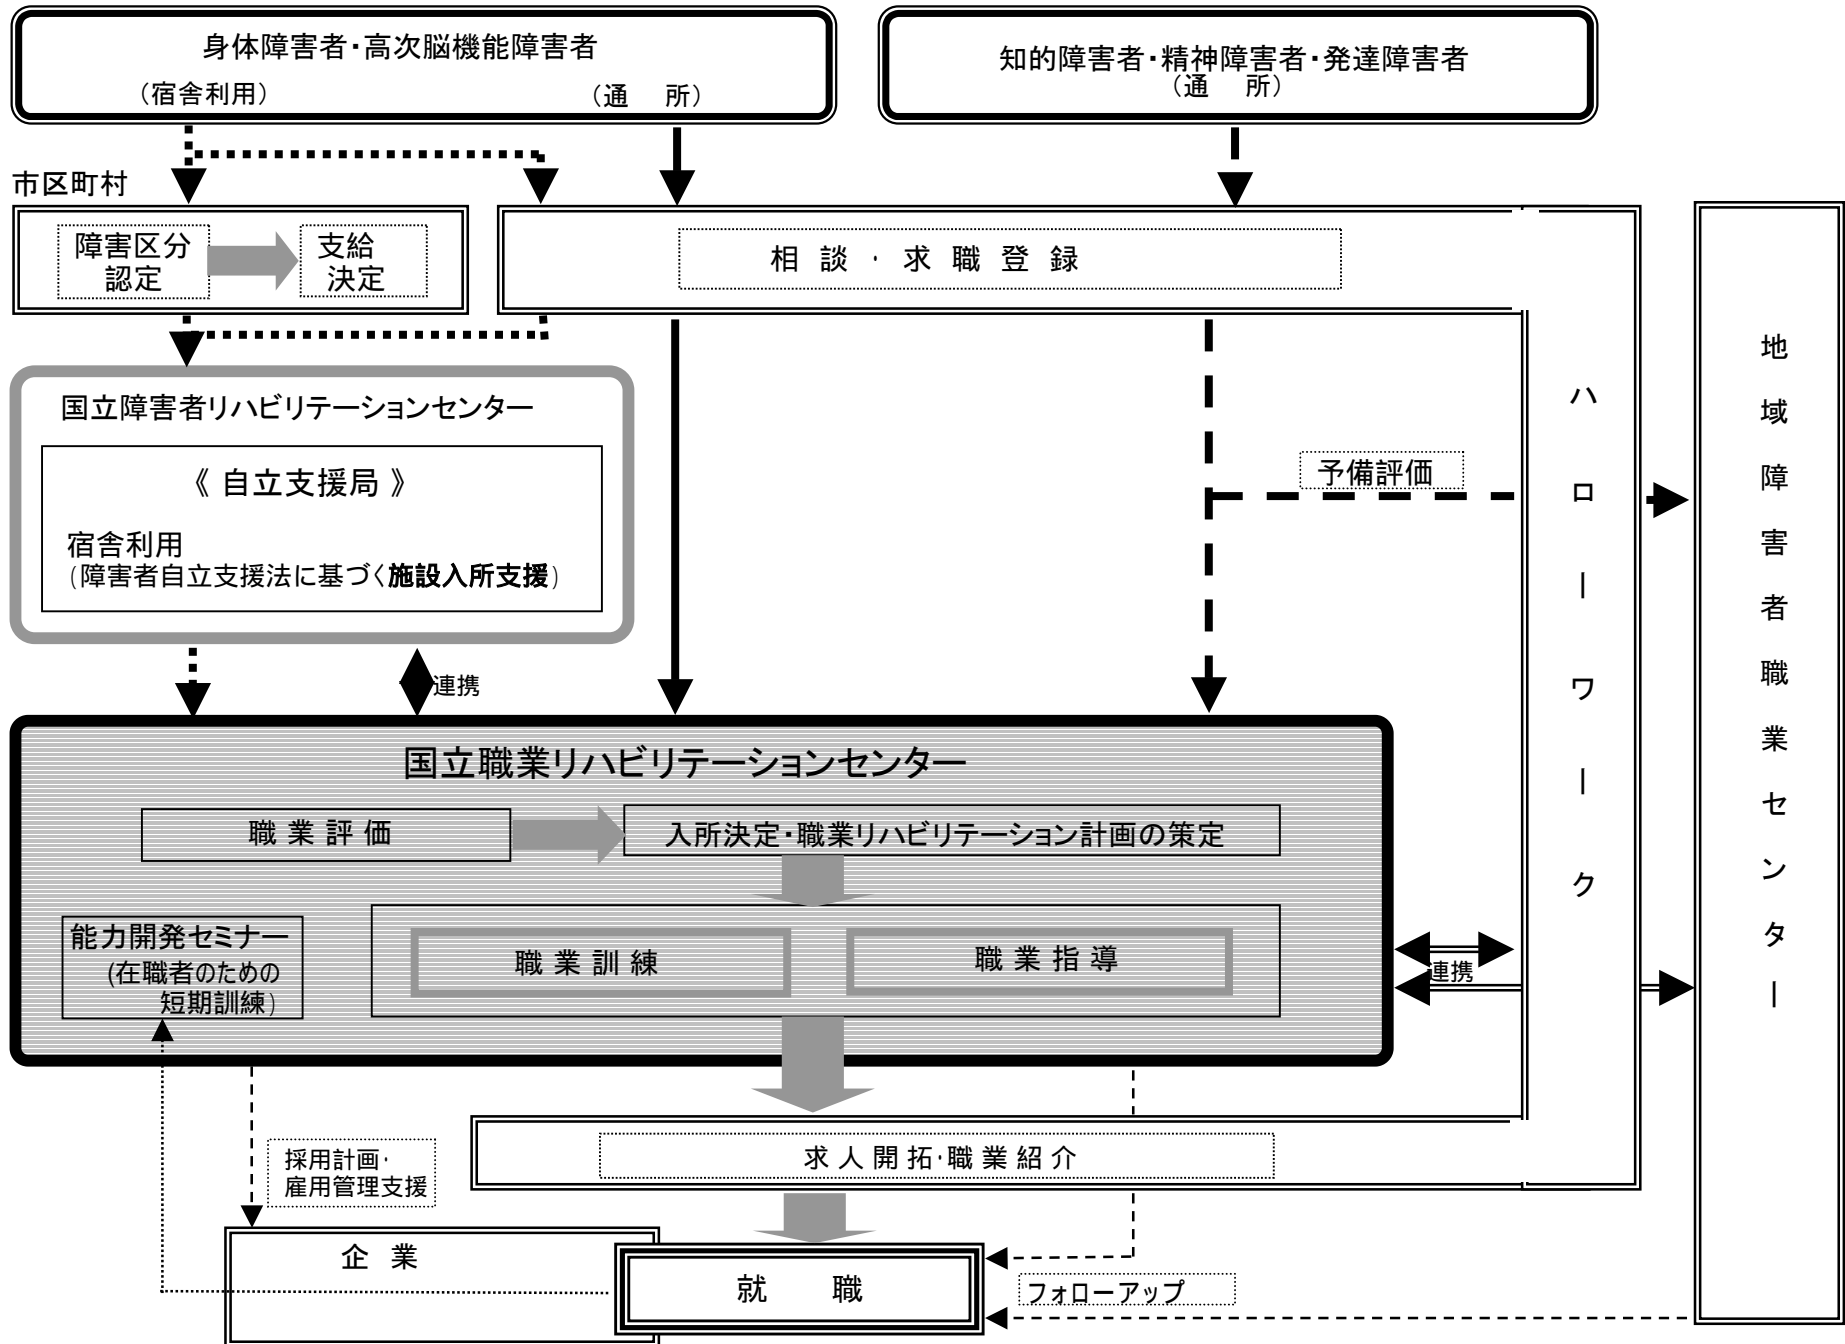 身体障害者・高次脳機能障害者
（宿舎利用） （通　所）
知的障害者・精神障害者・発達障害者
（通　所）
市区町村
障害区分
認定
支給
決定
相 談 ・ 求 職 登 録
国立障害者リハビリテーションセンター
《 自立支援局 》
宿舎利用
(障害者自立支援法に基づく施設入所支援)
予備評価
ハローワーク
地域障害者職業センター
連携
国立職業リハビリテーションセンター
職 業 評 価
入所決定・職業リハビリテーション計画の策定
能力開発セミナー
(在職者のための
短期訓練)
職 業 訓 練
職 業 指 導
連携
採用計画・
雇用管理支援
求 人 開 拓・職 業 紹 介
企 業
就　職
フォローアップ